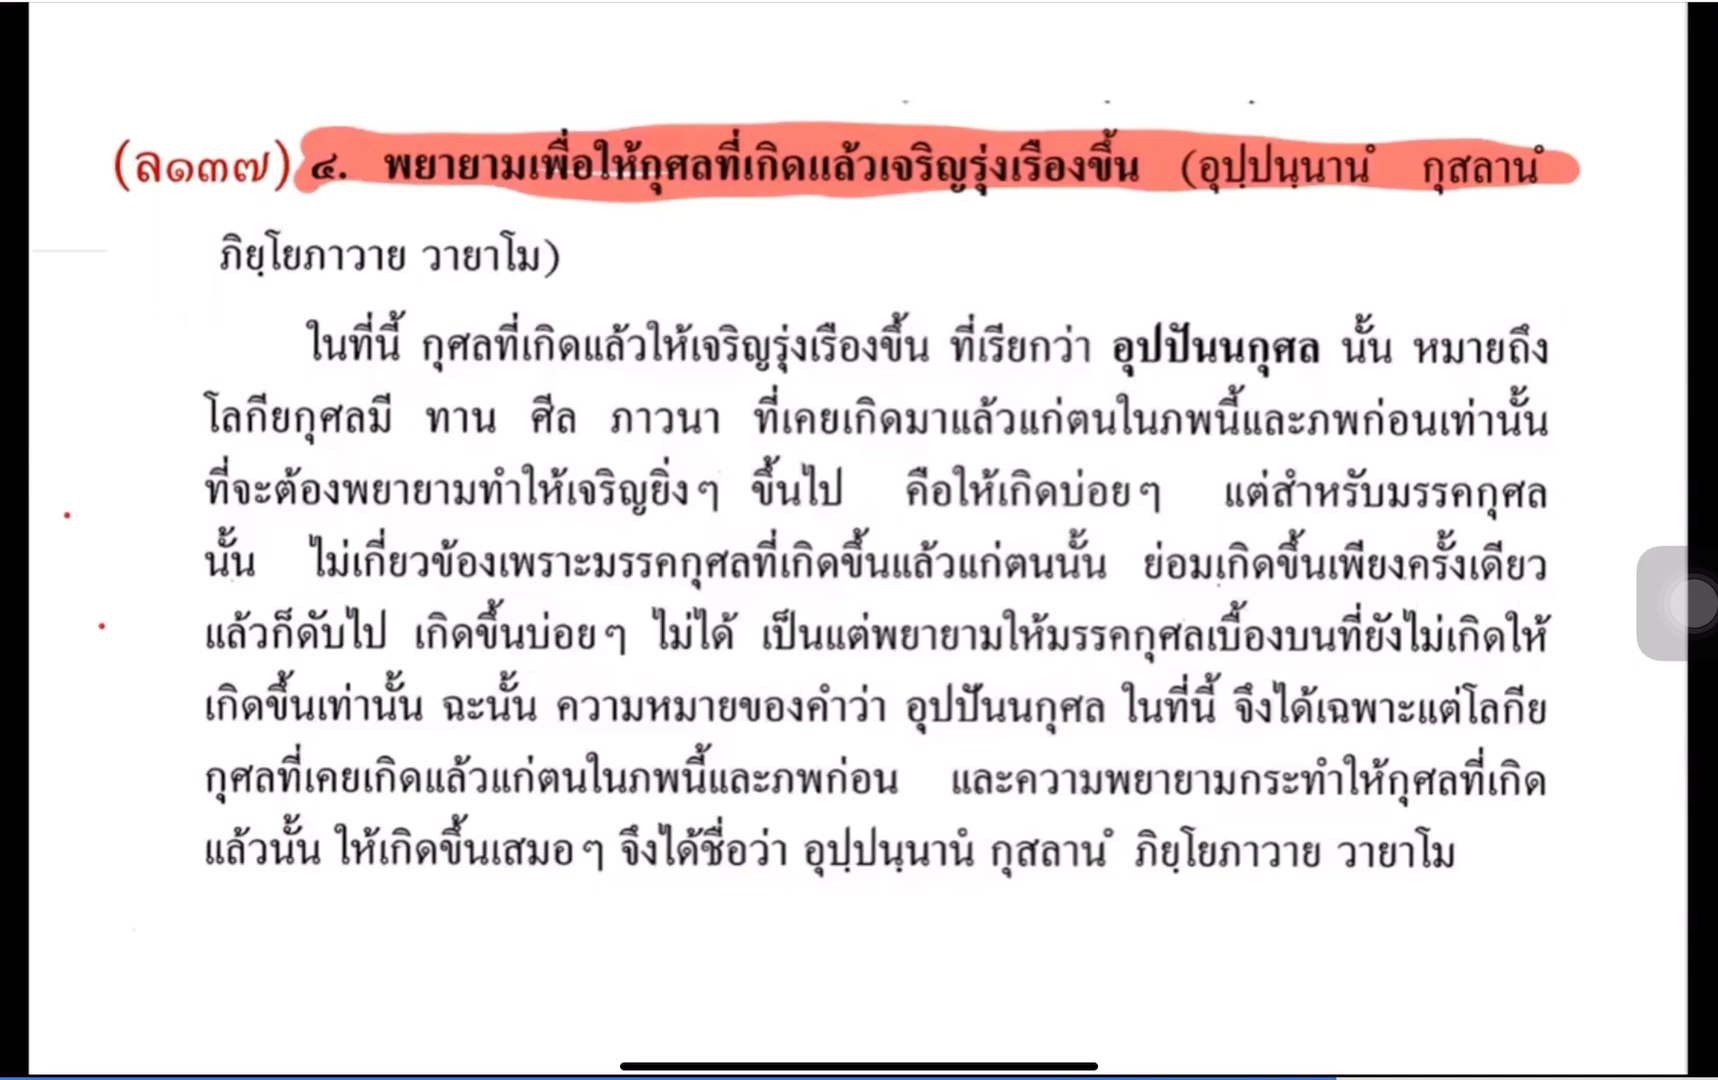 (ล๑๓๗) ๔. พยายามเพื่อให้กุศลที่เกิดแล้วเจริญรุ่งเรืองขึ้น (อุปฺปนฺนานํ กุสลานํ
ภิยฺโยภาวาย วายาโม)
ในที่นี้ กุศลที่เกิดแล้วให้เจริญรุ่งเรืองขึ้น ที่เรียกว่า อุปปันนกุศล นั้น หมายถึง
โลกียกุศลมี ทาน ศีล ภาวนา ที่เคยเกิดมาแล้วแก่ตนในภพนี้และภพก่อนเท่านั้น
ที่จะต้องพยายามทำให้เจริญยิ่งๆ ขึ้นไป คือให้เกิดบ่อยๆ แต่สำหรับมรรคกุศล
นั้น ไม่เกี่ยวข้องเพราะมรรคกุศลที่เกิดขึ้นแล้วแก่ตนนั้น ย่อมเกิดขึ้นเพียงครั้งเดียว
แล้วก็ดับไป เกิดขึ้นบ่อยๆ ไม่ได้ เป็นแต่พยายามให้มรรคกุศลเบื้องบนที่ยังไม่เกิดให้
เกิดขึ้นเท่านั้น ฉะนั้น ความหมายของคำว่า อุปปันนกุศล ในที่นี้ จึงได้เฉพาะแต่โลกีย
กุศลที่เคยเกิดแล้วแก่ตนในภพนี้และภพก่อน และความพยายามกระทำให้กุศลที่เกิด
แล้วนั้น ให้เกิดขึ้นเสมอๆ จึงได้ชื่อว่า อุปฺปนฺนานํ กุสลานํ ภิยฺโยภาวาย วายาโม